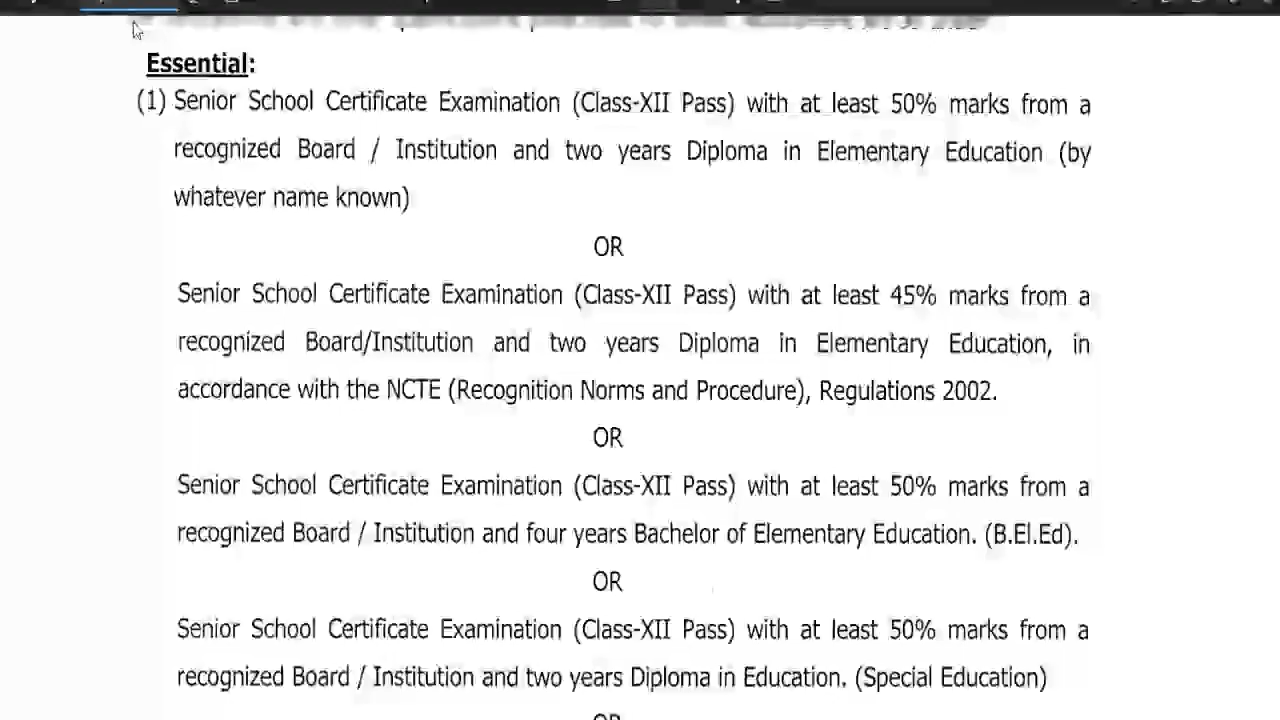 Essential:
(1) Senior School Certificate Examination (Class-XII Pass) with at least 50% marks from a
recognized Board / Institution and two years Diploma in Elementary Education (by
whatever name known)
OR
Senior School Certificate Examination (Class-XII Pass) with at least 45% marks from a
recognized Board/Institution and two years Diploma in Elementary Education, in
accordance with the NCTE (Recognition Norms and Procedure), Regulations 2002.
OR
Senior School Certificate Examination (Class-XII Pass) with at least 50% marks from a
recognized Board / Institution and four years Bachelor of Elementary Education. (B.El.Ed).
OR
Senior School Certificate Examination (Class-XII Pass) with at least 50% marks from a
recognized Board / Institution and two years Diploma in Education. (Special Education)
OR